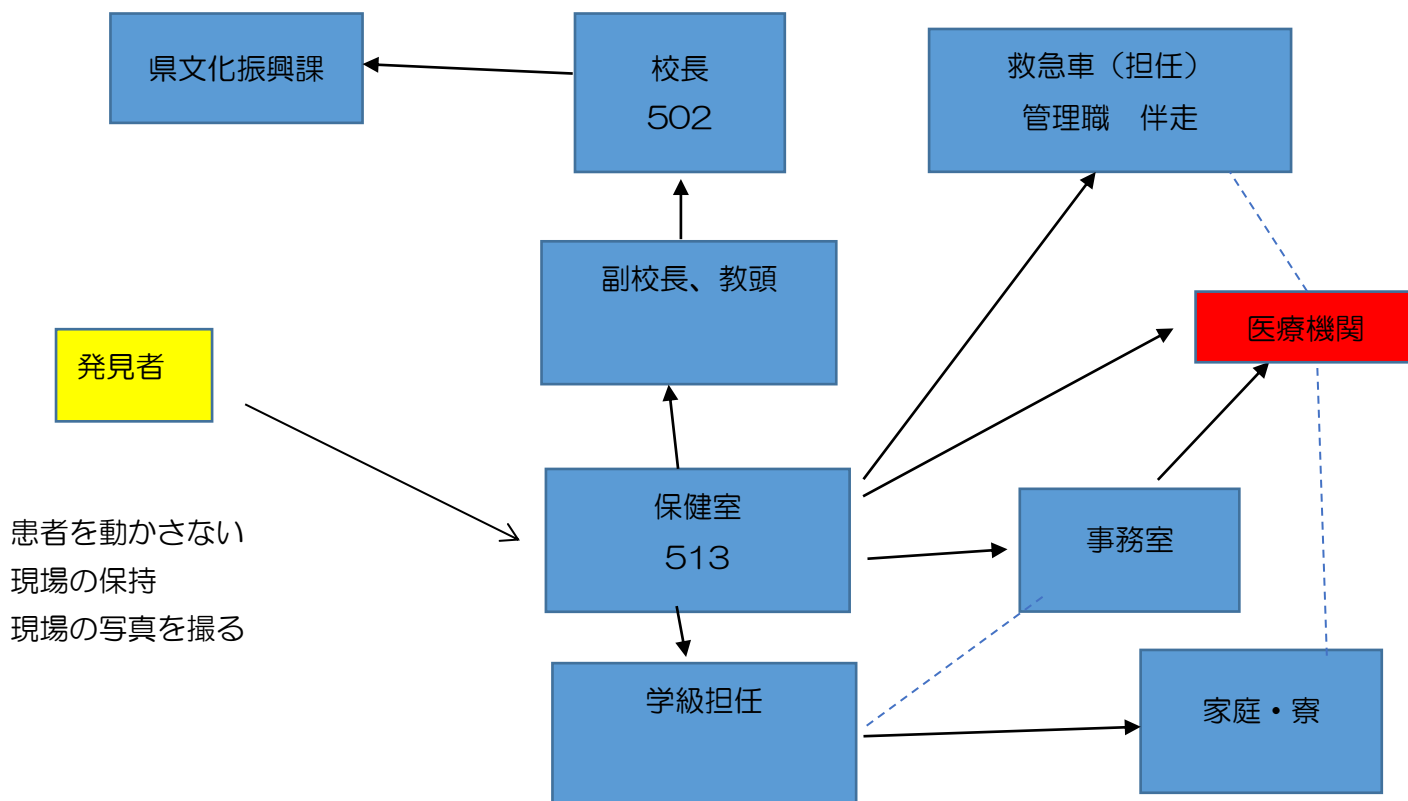 県文化振興課
校長
502
救急車（担任）
管理職　伴走
副校長、教頭
医療機関
発見者
保健室
513
事務室
患者を動かさない
現場の保持
現場の写真を撮る
学級担任
家庭・寮